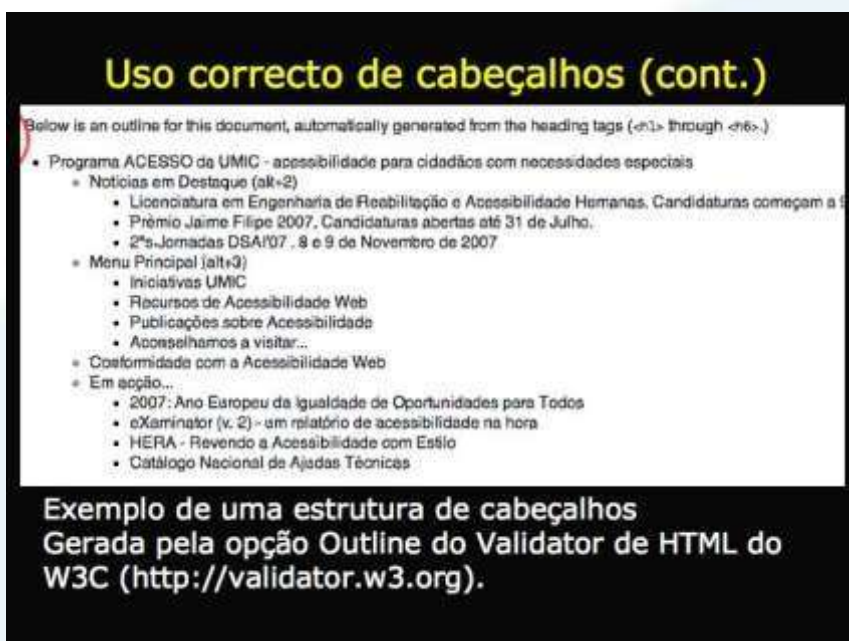 Uso correcto de cabeçalhos (cont.)
Below is an outline for this document, automatically generated from the heading tags (<h1> through <h6>.)
Programa ACESSO da UMIC - acessibilidade para cidadãos com necessidades especiais
Notícias em Destaque (alt+2)
Licenciatura em Engenharia de Reabilitação e Acessibilidade Humanas. Candidaturas começam a 9
Prémio Jaime Filipe 2007. Candidaturas abertas até 31 de Julho.
2ªs Jornadas DSAI'07 . 8 e 9 de Novembro de 2007
Menu Principal (alt+3)
Iniciativas UMIC
Recursos de Acessibilidade Web
Publicações sobre Acessibilidade
Aconselhamos a visitar...
Conformidade com a Acessibilidade Web
Em acção...
2007: Ano Europeu da Igualdade de Oportunidades para Todos
eXaminator (v. 2) - um relatório de acessibilidade na hora
HERA - Revendo a Acessibilidade com Estilo
Catálogo Nacional de Ajudas Técnicas
Exemplo de uma estrutura de cabeçalhos
Gerada pela opção Outline do Validator de HTML do
W3C (http://validator.w3.org).